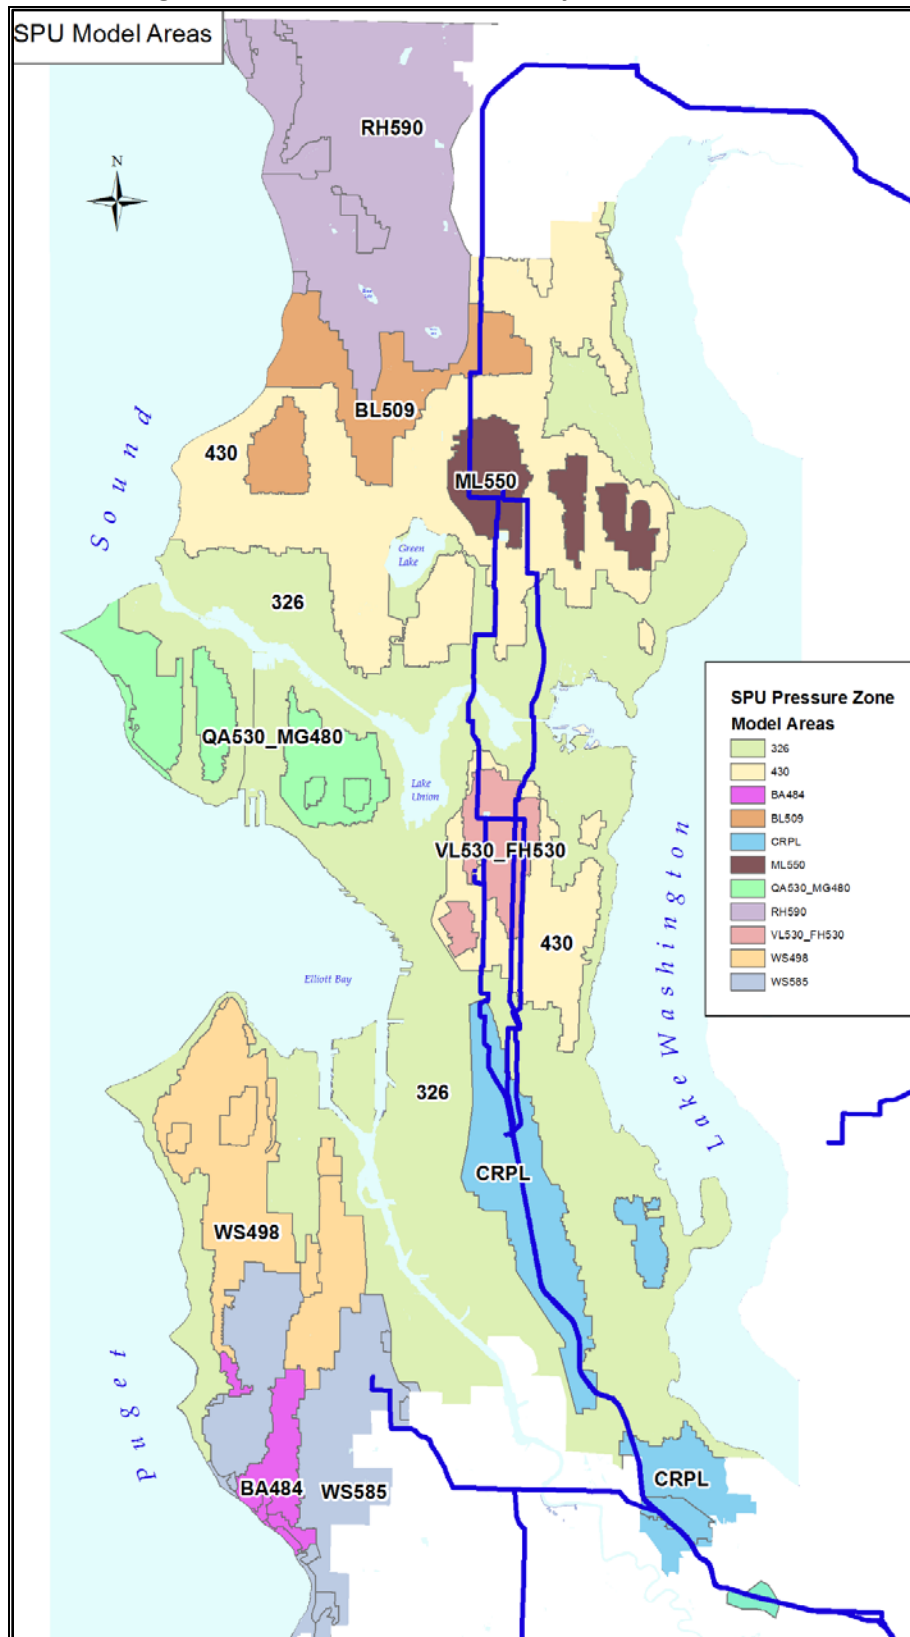 SPU Model Areas
RH590
N
BL509
430
ML550
Sound
Green
Lake
326
QA530_MG480
Lake
Union
VL530_FH530
430
SPU Pressure Zone
Model Areas
326
430
BA484
BL509
CRPL
ML550
QA530_MG480
RH590
VL530_FH530
WS498
WS585
Elliott Bay
Lake Washington
326
CRPL
WS498
Puget
BA484
WS585
CRPL